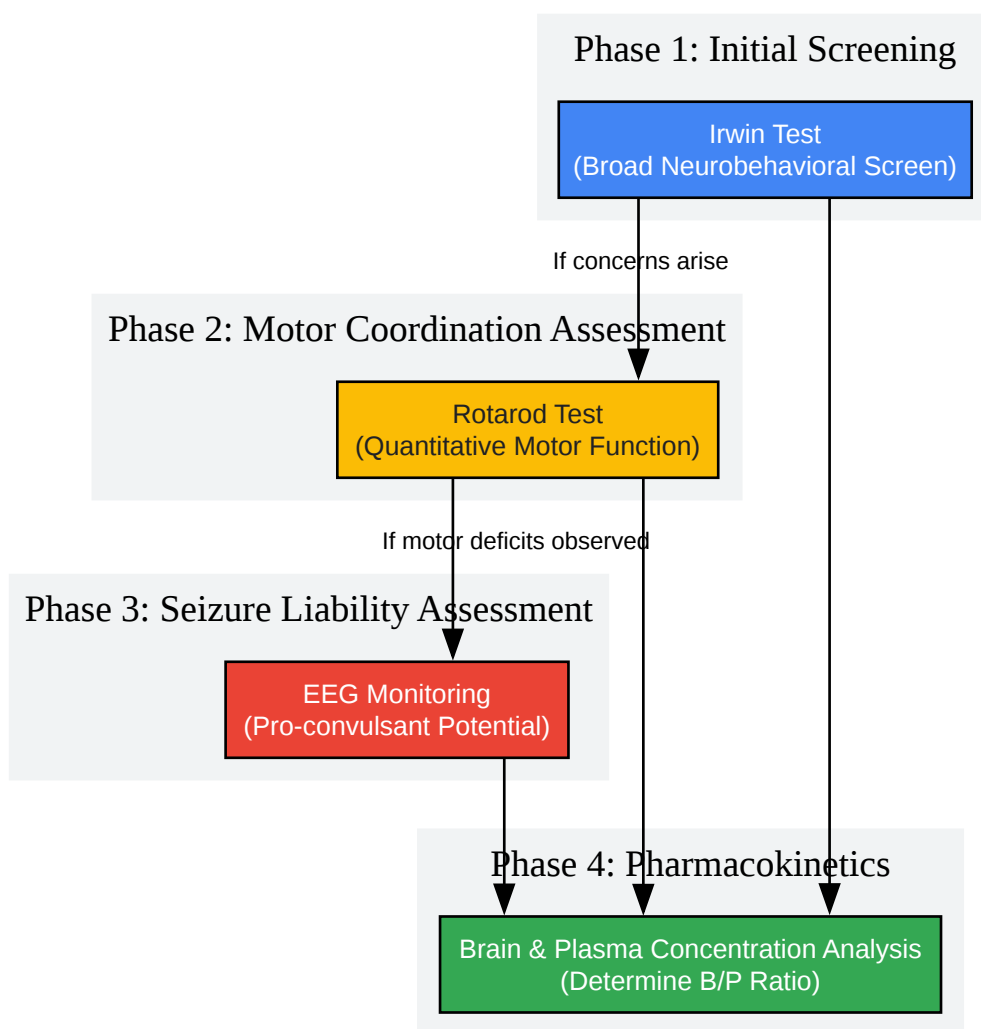 Phase 1: Initial Screening
Irwin Test
(Broad Neurobehavioral Screen)
If concerns arise
Phase 2: Motor Coordination Assessment
Rotarod Test
(Quantitative Motor Function)
If motor deficits observed
Phase 3: Seizure Liability Assessment
EEG Monitoring
(Pro-convulsant Potential)
Phase 4: Pharmacokinetics
Brain & Plasma Concentration Analysis
(Determine B/P Ratio)